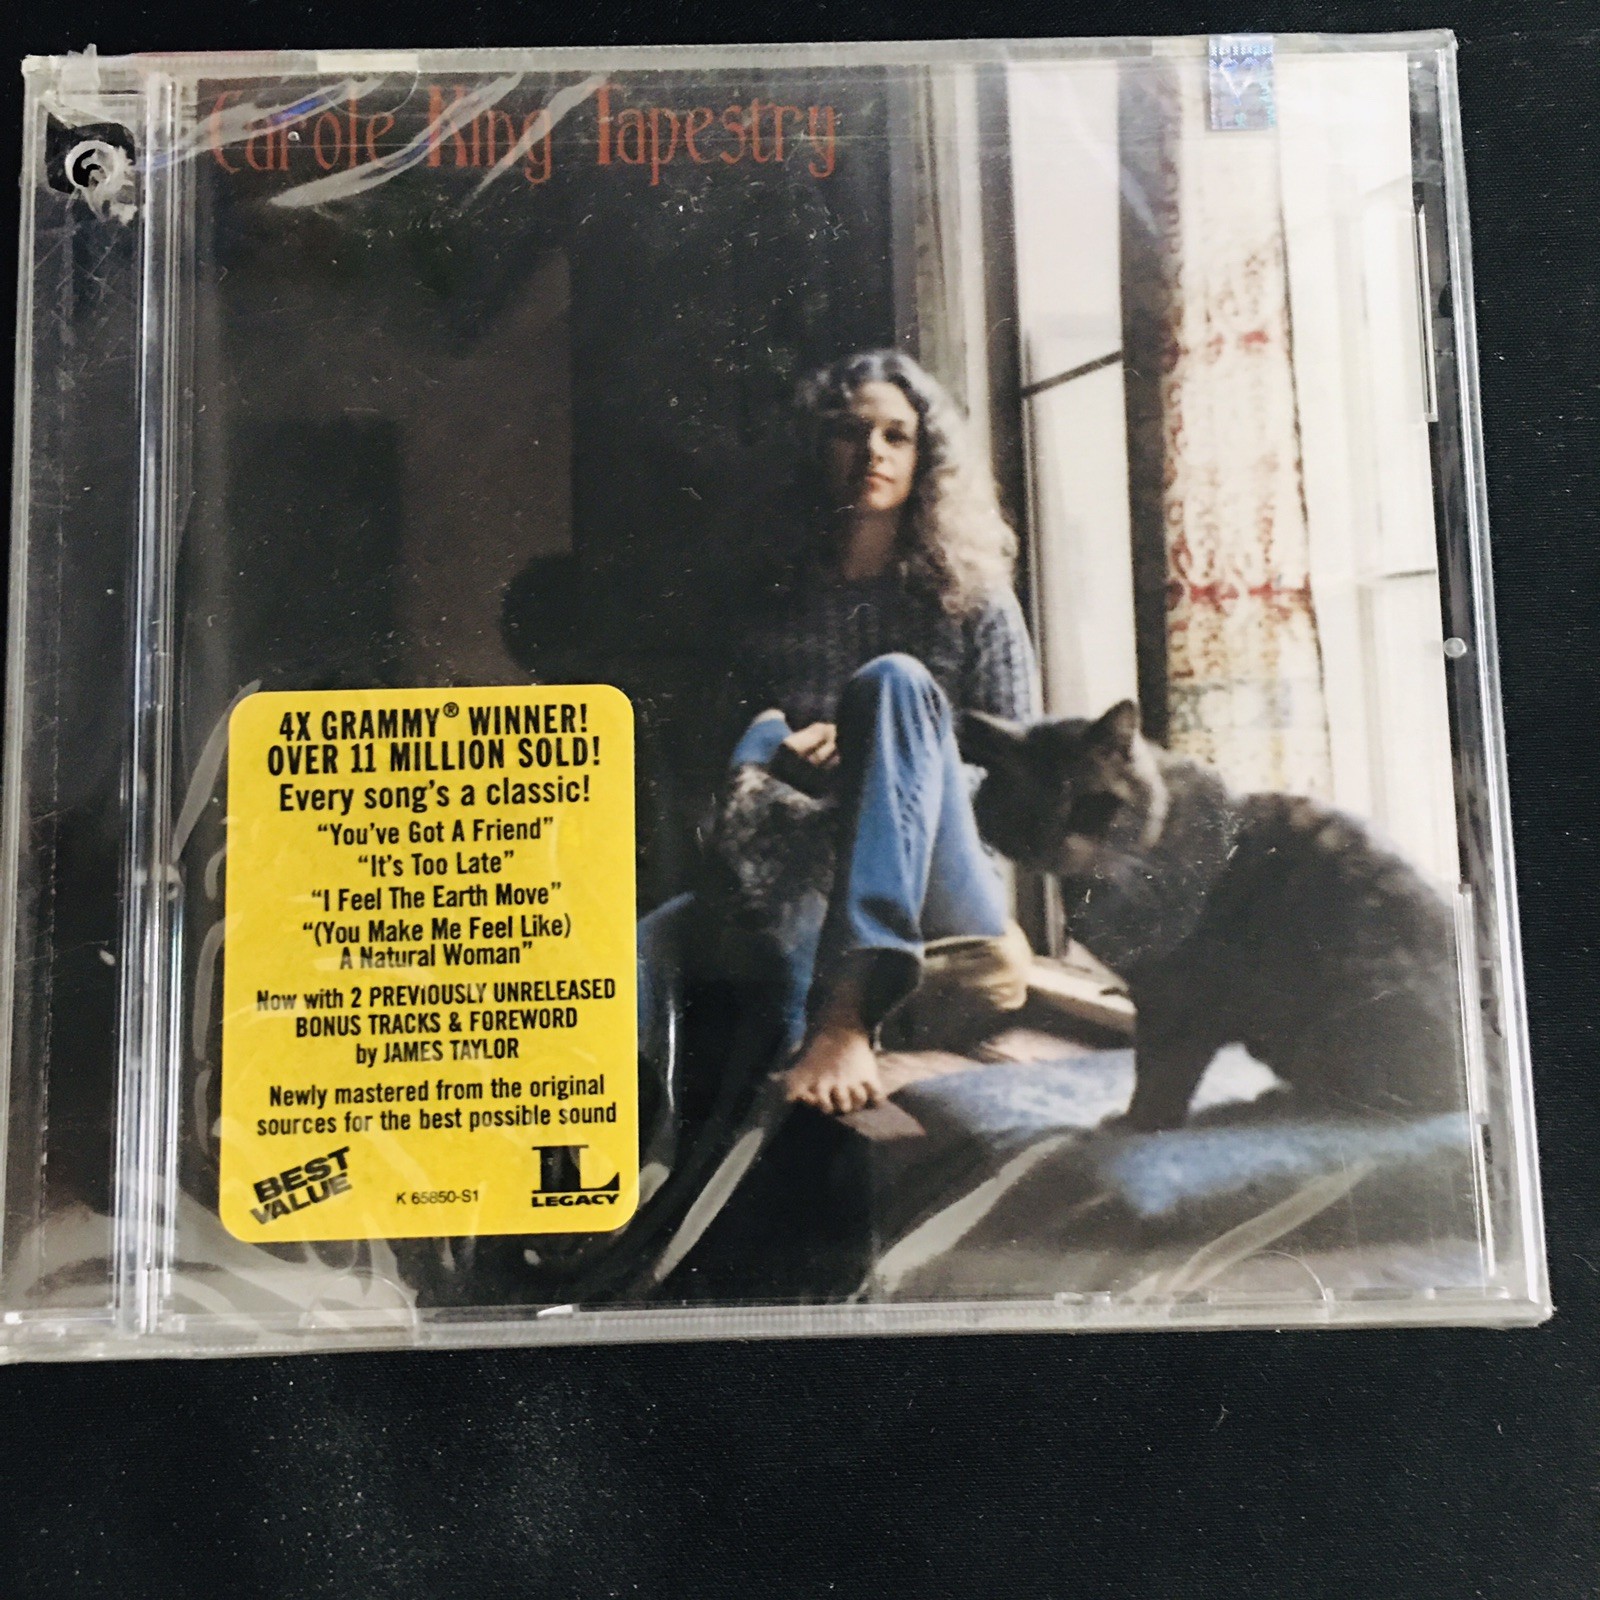 Carole King Tapestry
4X GRAMMY® WINNER!
OVER 11 MILLION SOLD!
Every song's a classic!
"You've Got A Friend"
"It's Too Late"
"I Feel The Earth Move"
"(You Make Me Feel Like)
A Natural Woman"
Now with 2 PREVIOUSLY UNRELEASED
BONUS TRACKS & FOREWORD
by JAMES TAYLOR
Newly mastered from the original
sources for the best possible sound
BEST
VALUE
K 65850-S1
L
LEGACY